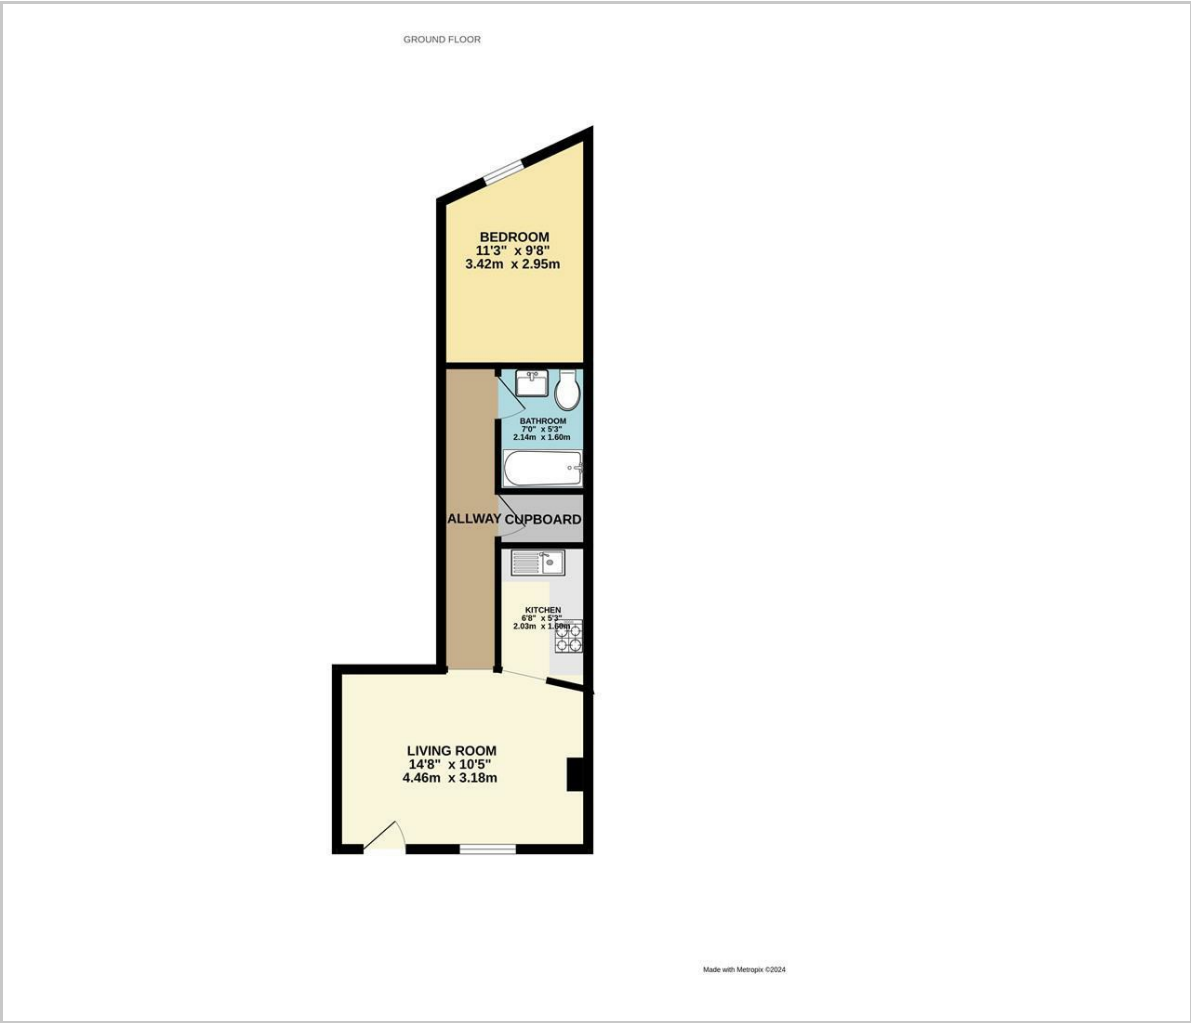 GROUND FLOOR
BEDROOM
11'3" x 9'8"
3.42m x 2.95m
BATHROOM
7'0" x 5'3"
2.14m x 1.60m
ALLWAY
CUPBOARD
KITCHEN
6'8" x 5'3"
2.03m x 1.60m
LIVING ROOM
14'8" x 10'5"
4.46m x 3.18m
Made with Metropix ©2024